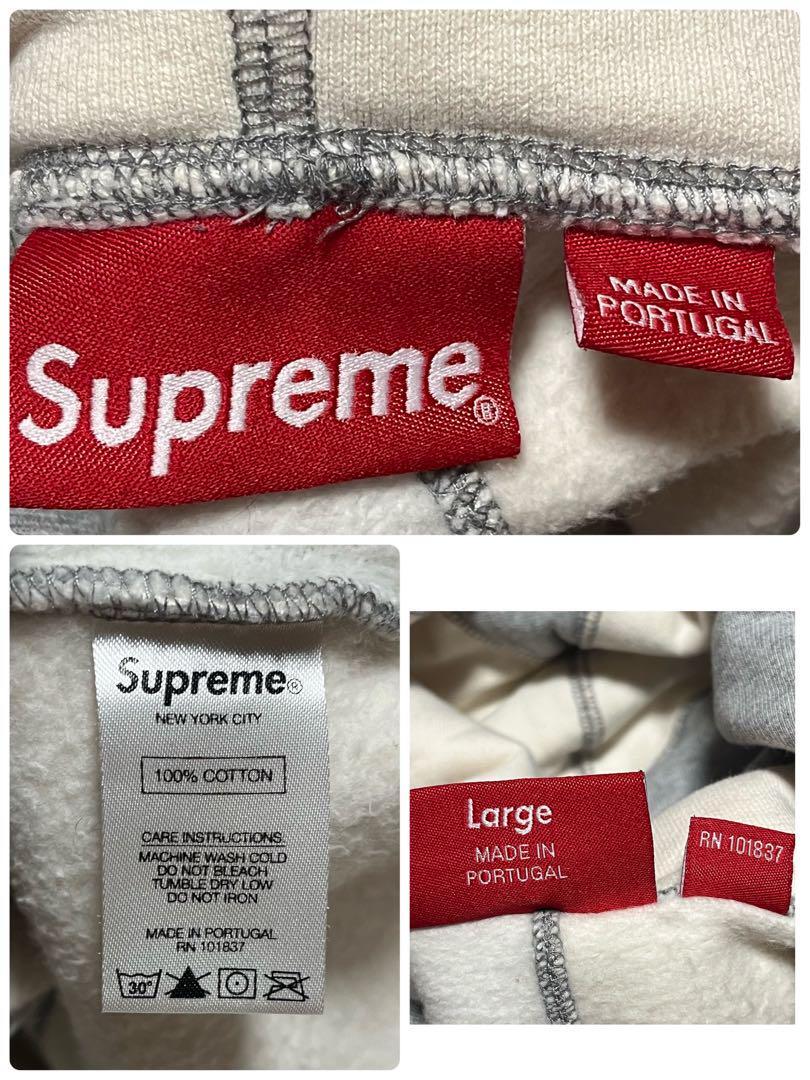 Supreme®
MADE IN
PORTUGAL
Supreme®
NEW YORK CITY
100% COTTON
CARE INSTRUCTIONS
MACHINE WASH COLD
DO NOT BLEACH
TUMBLE DRY LOW
DO NOT IRON
MADE IN PORTUGAL
RN 101837
30°
Large
MADE IN
PORTUGAL
RN 101837